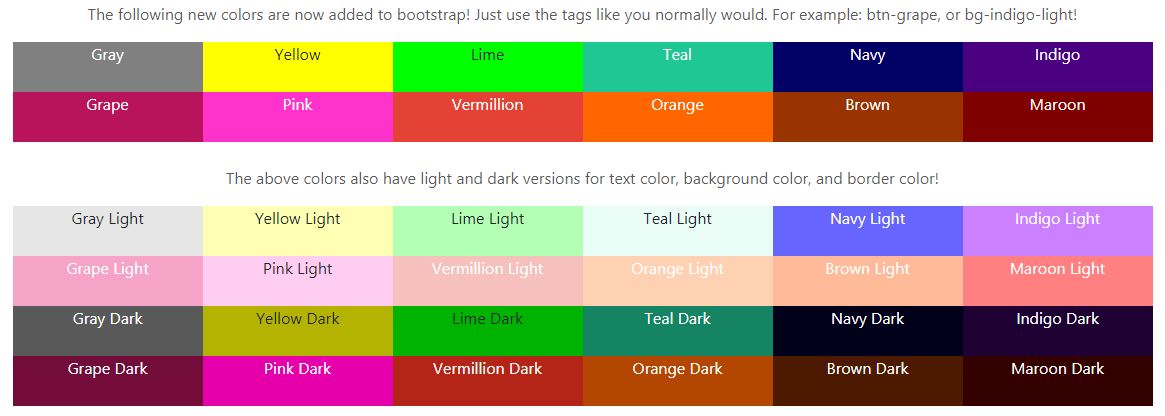 The following new colors are now added to bootstrap! Just use the tags like you normally would. For example: btn-grape, or bg-indigo-light!
Gray Yellow Lime Teal Navy Indigo
Grape Pink Vermillion Orange Brown Maroon
The above colors also have light and dark versions for text color, background color, and border color!
Gray Light Yellow Light Lime Light Teal Light Navy Light Indigo Light
Grape Light Pink Light Vermillion Light Orange Light Brown Light Maroon Light
Gray Dark Yellow Dark Lime Dark Teal Dark Navy Dark Indigo Dark
Grape Dark Pink Dark Vermillion Dark Orange Dark Brown Dark Maroon Dark